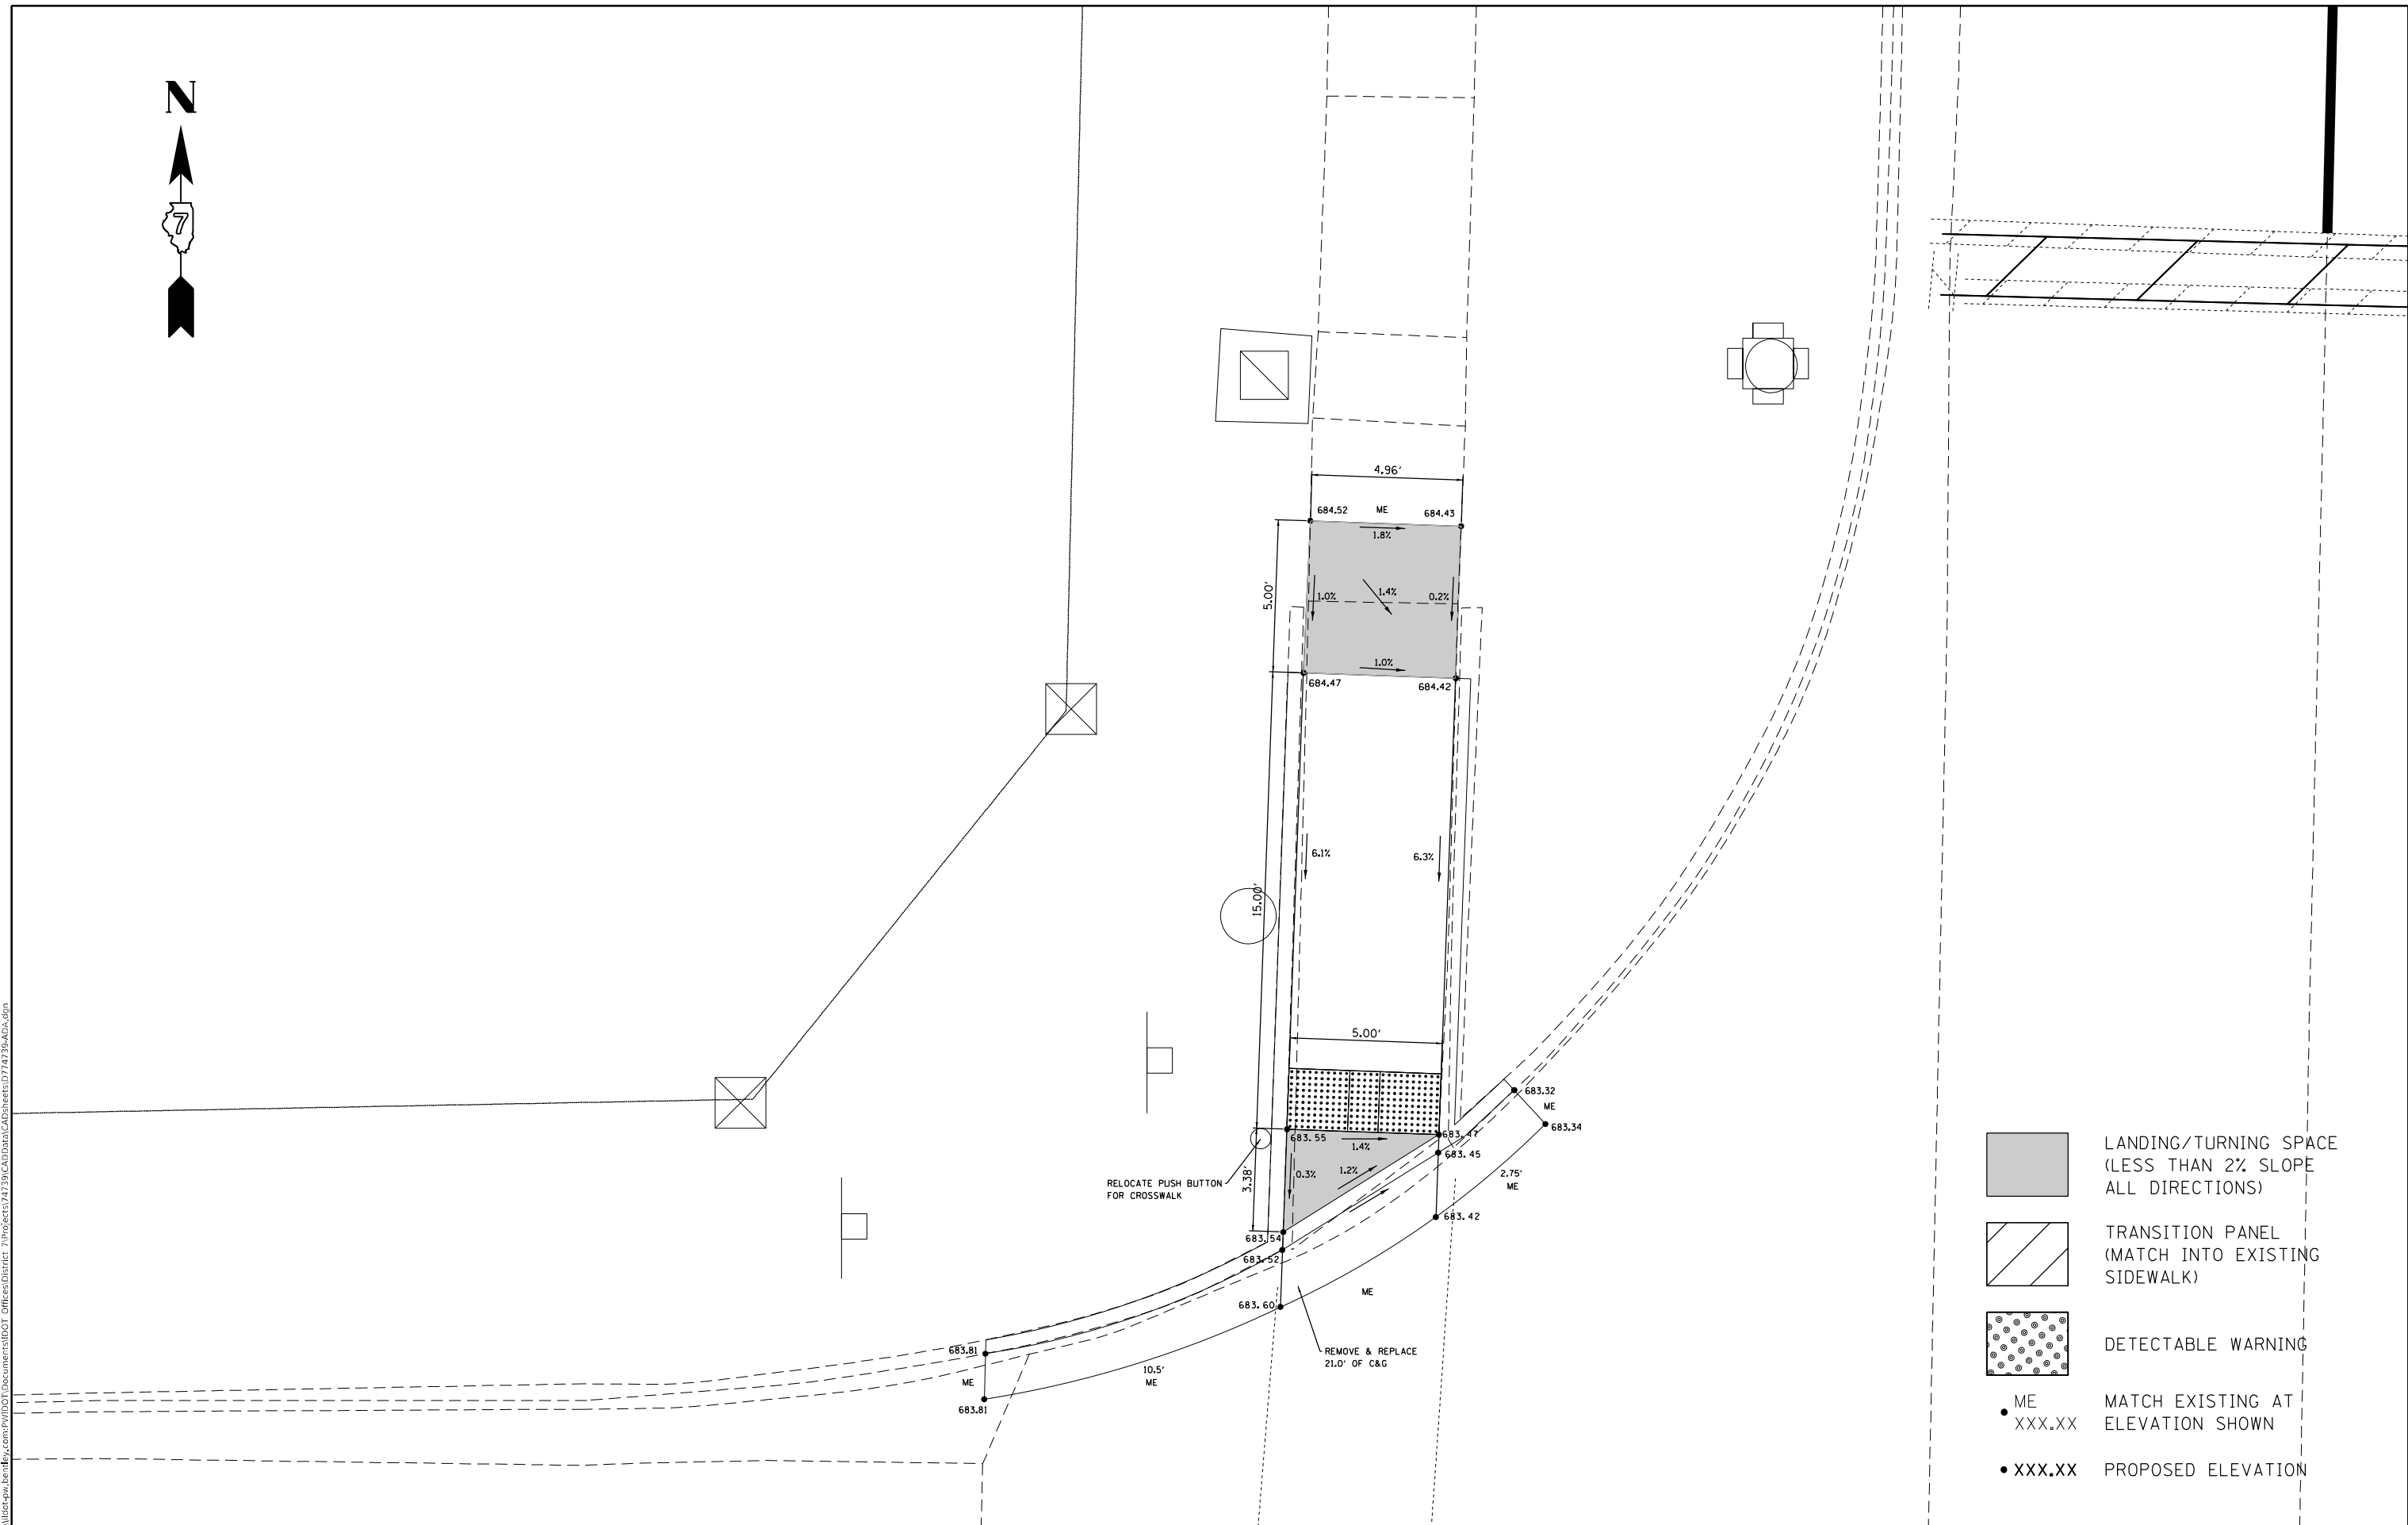 N
7
4.96'
684.52
ME
684.43
1.8%
5.00'
1.0%
1.4%
0.2%
1.0%
684.47
684.42
6.1%
6.3%
15.00'
5.00'
683.32
ME
683.34
683.55
683.47
1.4%
683.45
RELOCATE PUSH BUTTON
FOR CROSSWALK
3.38'
0.3%
1.2%
2.75'
ME
683.42
683.54
683.52
683.60
ME
683.81
REMOVE & REPLACE
21.0' OF C&G
10.5'
ME
ME
683.81
LANDING/TURNING SPACE
(LESS THAN 2% SLOPE
ALL DIRECTIONS)
TRANSITION PANEL
(MATCH INTO EXISTING
SIDEWALK)
DETECTABLE WARNING
ME
XXX.XX
MATCH EXISTING AT
ELEVATION SHOWN
XXX.XX PROPOSED ELEVATION